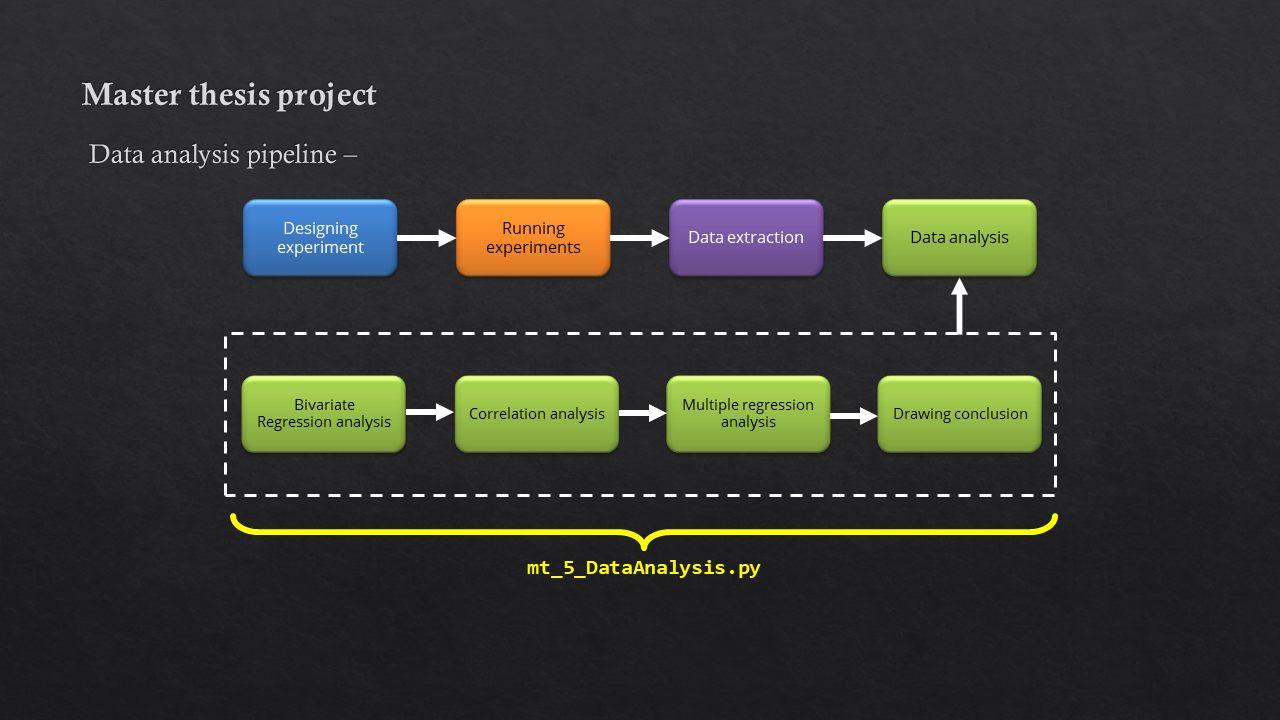 Master thesis project
Data analysis pipeline –
Designing
experiment
Running
experiments
Data extraction
Data analysis
Bivariate
Regression analysis
Correlation analysis
Multiple regression
analysis
Drawing conclusion
mt_5_DataAnalysis.py